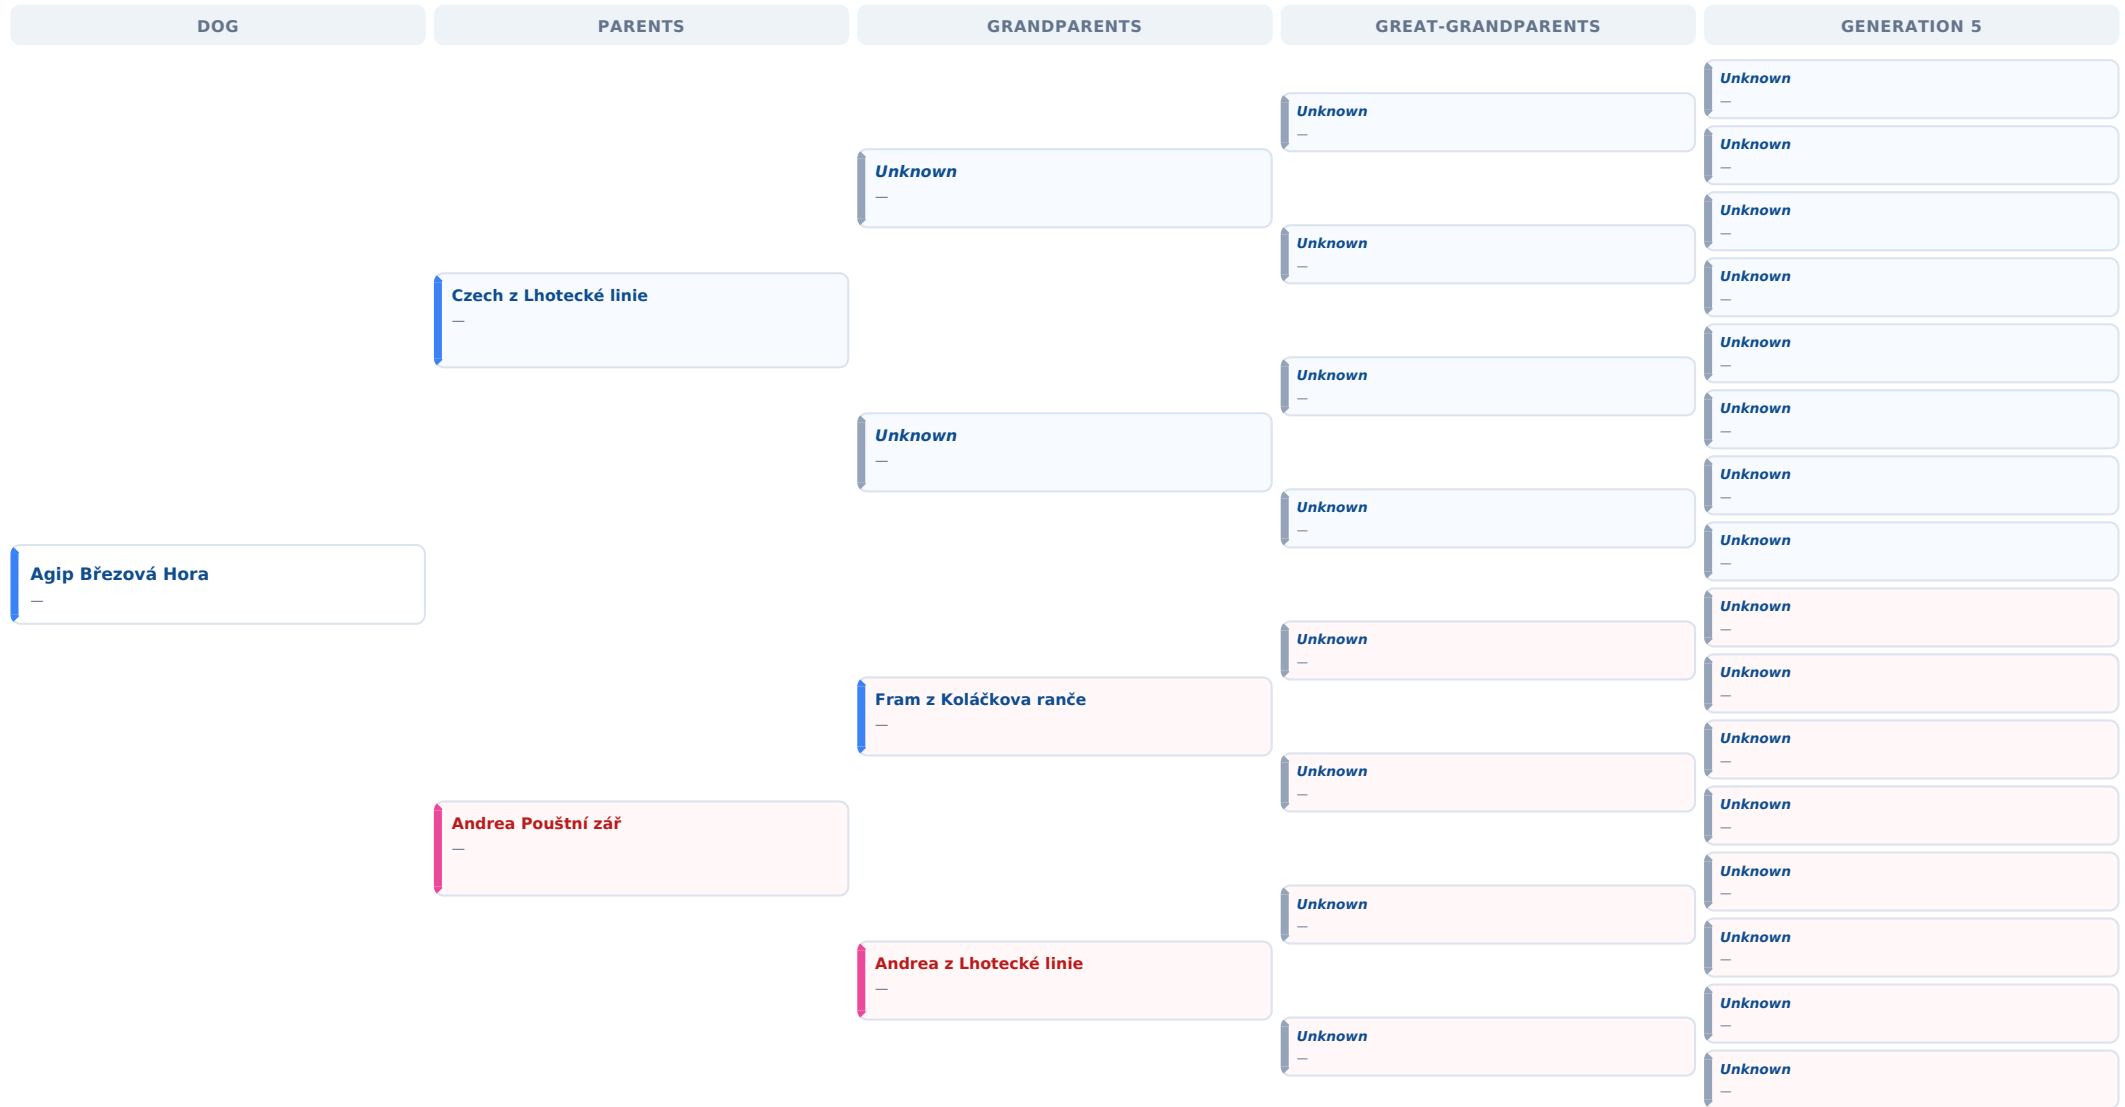 DOG
PARENTS
GRANDPARENTS
GREAT-GRANDPARENTS
GENERATION 5
Agip Březová Hora
—
Czech z Lhotecké linie
—
Andrea Pouštní zář
—
Unknown
—
Unknown
—
Fram z Koláčkova ranče
—
Andrea z Lhotecké linie
—
Unknown
—
Unknown
—
Unknown
—
Unknown
—
Unknown
—
Unknown
—
Unknown
—
Unknown
—
Unknown
—
Unknown
—
Unknown
—
Unknown
—
Unknown
—
Unknown
—
Unknown
—
Unknown
—
Unknown
—
Unknown
—
Unknown
—
Unknown
—
Unknown
—
Unknown
—
Unknown
—
Unknown
—